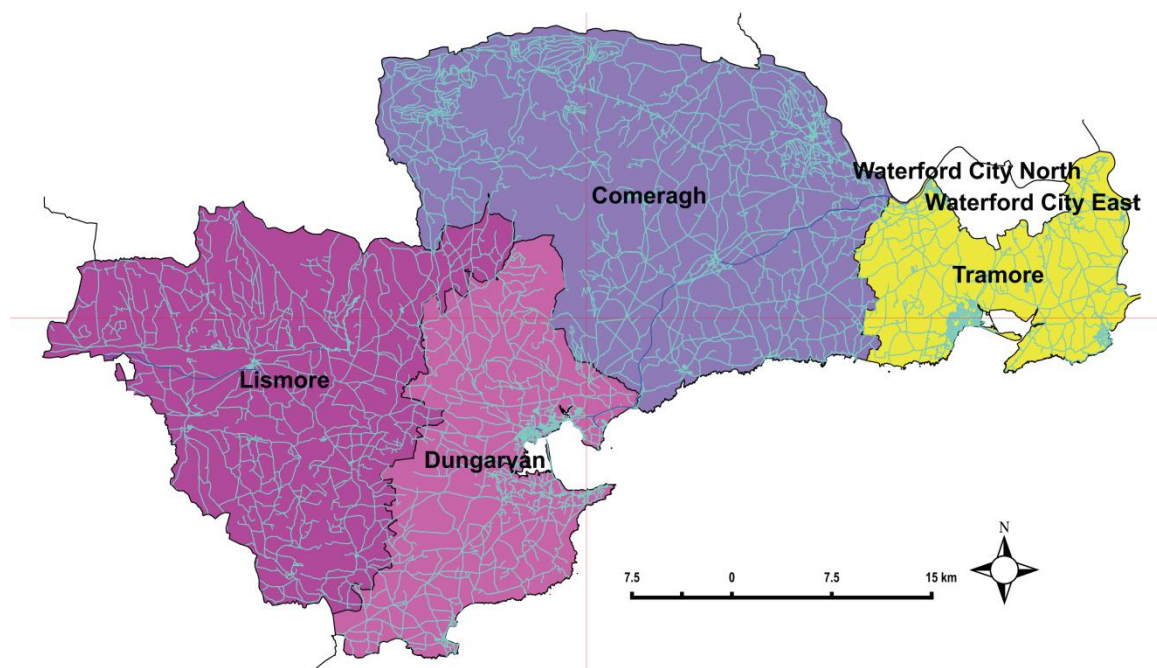 Waterford City North
Comeragh
Waterford City East
Tramore
Lismore
Dungarvan
N
7.5 0 7.5 15 km